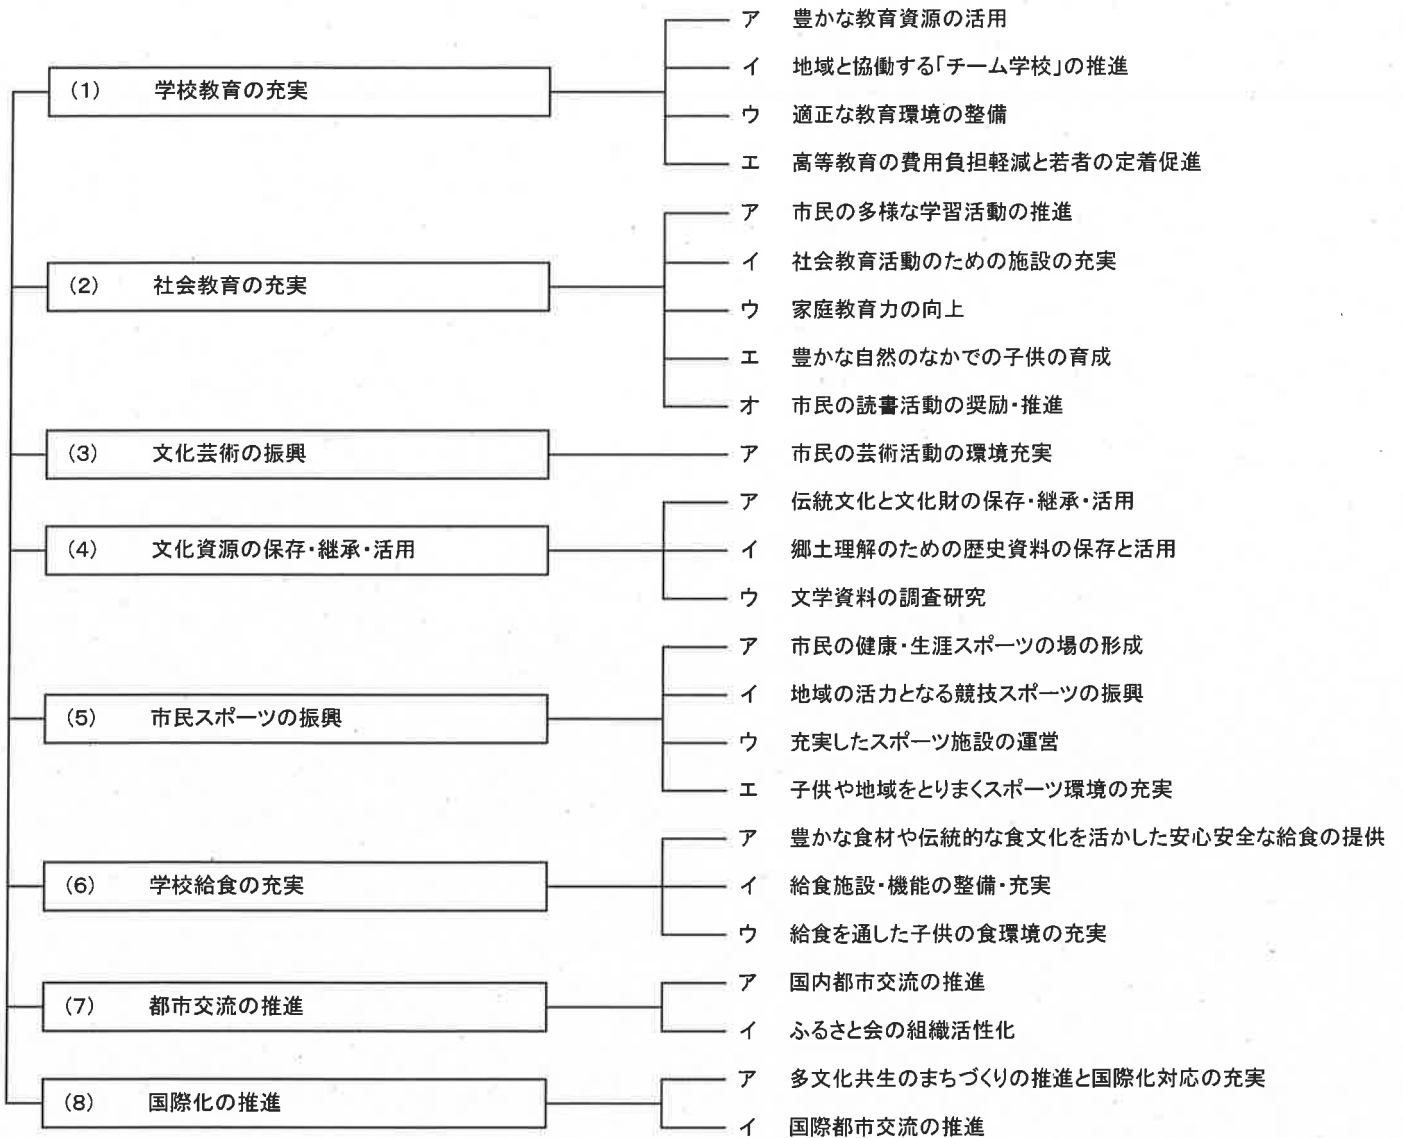 (1) 学校教育の充実
ア 豊かな教育資源の活用
イ 地域と協働する「チーム学校」の推進
ウ 適正な教育環境の整備
エ 高等教育の費用負担軽減と若者の定着促進
(2) 社会教育の充実
ア 市民の多様な学習活動の推進
イ 社会教育活動のための施設の充実
ウ 家庭教育力の向上
エ 豊かな自然のなかでの子供の育成
オ 市民の読書活動の奨励・推進
(3) 文化芸術の振興
ア 市民の芸術活動の環境充実
(4) 文化資源の保存・継承・活用
ア 伝統文化と文化財の保存・継承・活用
イ 郷土理解のための歴史資料の保存と活用
ウ 文学資料の調査研究
(5) 市民スポーツの振興
ア 市民の健康・生涯スポーツの場の形成
イ 地域の活力となる競技スポーツの振興
ウ 充実したスポーツ施設の運営
エ 子供や地域をとりまくスポーツ環境の充実
(6) 学校給食の充実
ア 豊かな食材や伝統的な食文化を活かした安心安全な給食の提供
イ 給食施設・機能の整備・充実
ウ 給食を通した子供の食環境の充実
(7) 都市交流の推進
ア 国内都市交流の推進
イ ふるさと会の組織活性化
(8) 国際化の推進
ア 多文化共生のまちづくりの推進と国際化対応の充実
イ 国際都市交流の推進